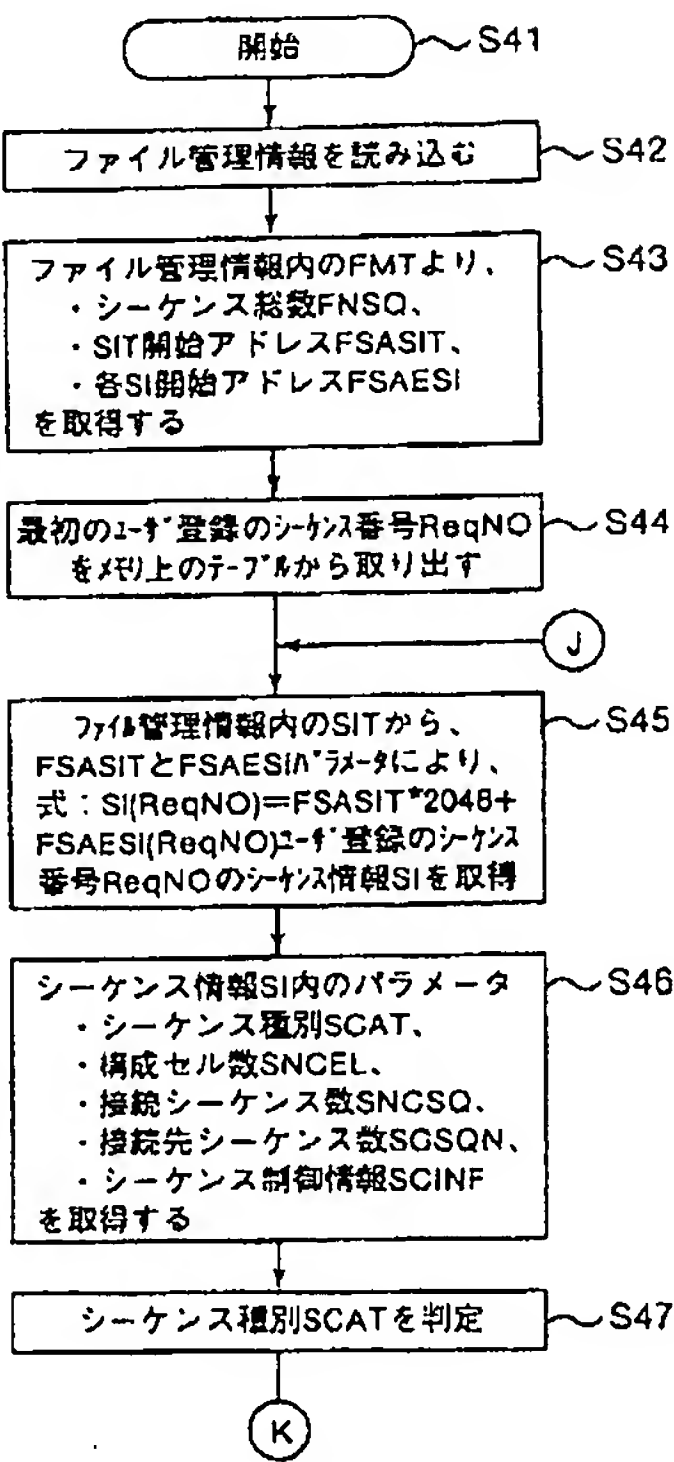 開始 S41
ファイル管理情報を読み込む S42
ファイル管理情報内のFMTより、 S43
・シーケンス総数FNSQ、
・SIT開始アドレスFSASIT、
・各SI開始アドレスFSAESI
を取得する
最初のﾕｰｻﾞ登録のｼｰｹﾝｽ番号ReqNO S44
をﾒﾓﾘ上のﾃｰﾌﾞﾙから取り出す
J
ﾌｧｲﾙ管理情報内のSITから、 S45
FSASITとFSAESIﾊﾟﾗﾒｰﾀにより、
式：SI(ReqNO)=FSASIT*2048+
FSAESI(ReqNO)ﾕｰｻﾞ登録のｼｰｹﾝｽ
番号ReqNOのｼｰｹﾝｽ情報SIを取得
シーケンス情報SI内のパラメータ S46
・シーケンス種別SCAT、
・構成セル数SNCEL、
・接続シーケンス数SNCSQ、
・接続先シーケンス数SCSQN、
・シーケンス制御情報SCINF
を取得する
シーケンス種別SCATを判定 S47
K